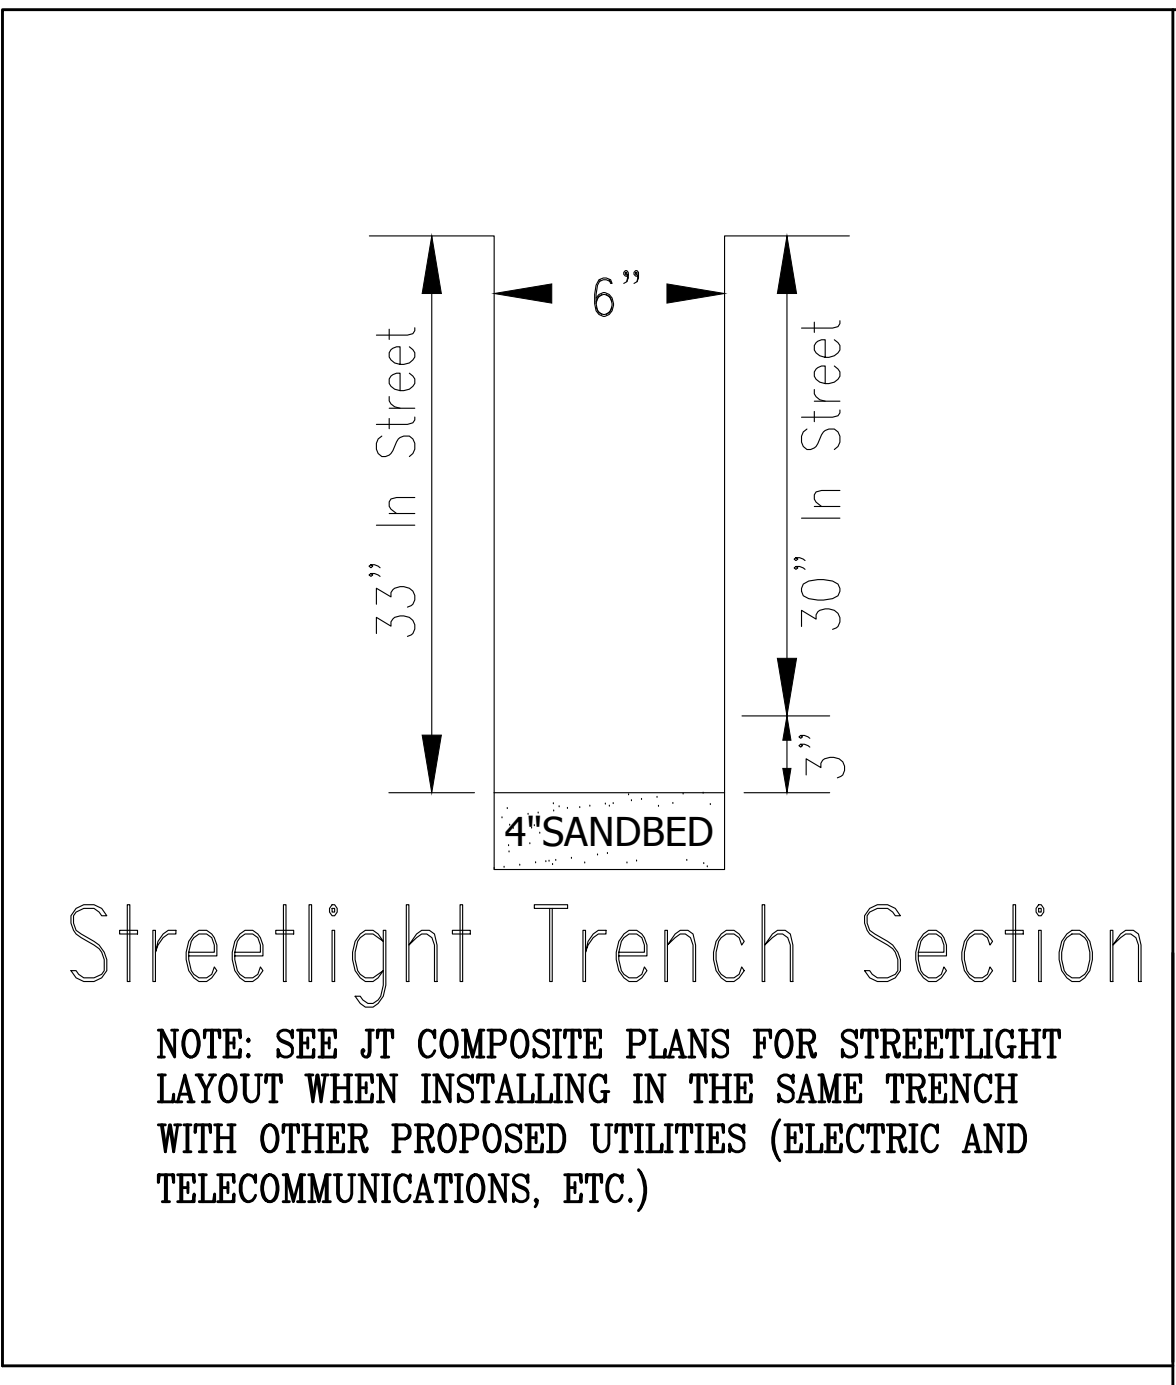 6”
33” In Street
30” In Street
3”
4"SANDBED
Streetlight Trench Section
NOTE: SEE JT COMPOSITE PLANS FOR STREETLIGHT
LAYOUT WHEN INSTALLING IN THE SAME TRENCH
WITH OTHER PROPOSED UTILITIES (ELECTRIC AND
TELECOMMUNICATIONS, ETC.)